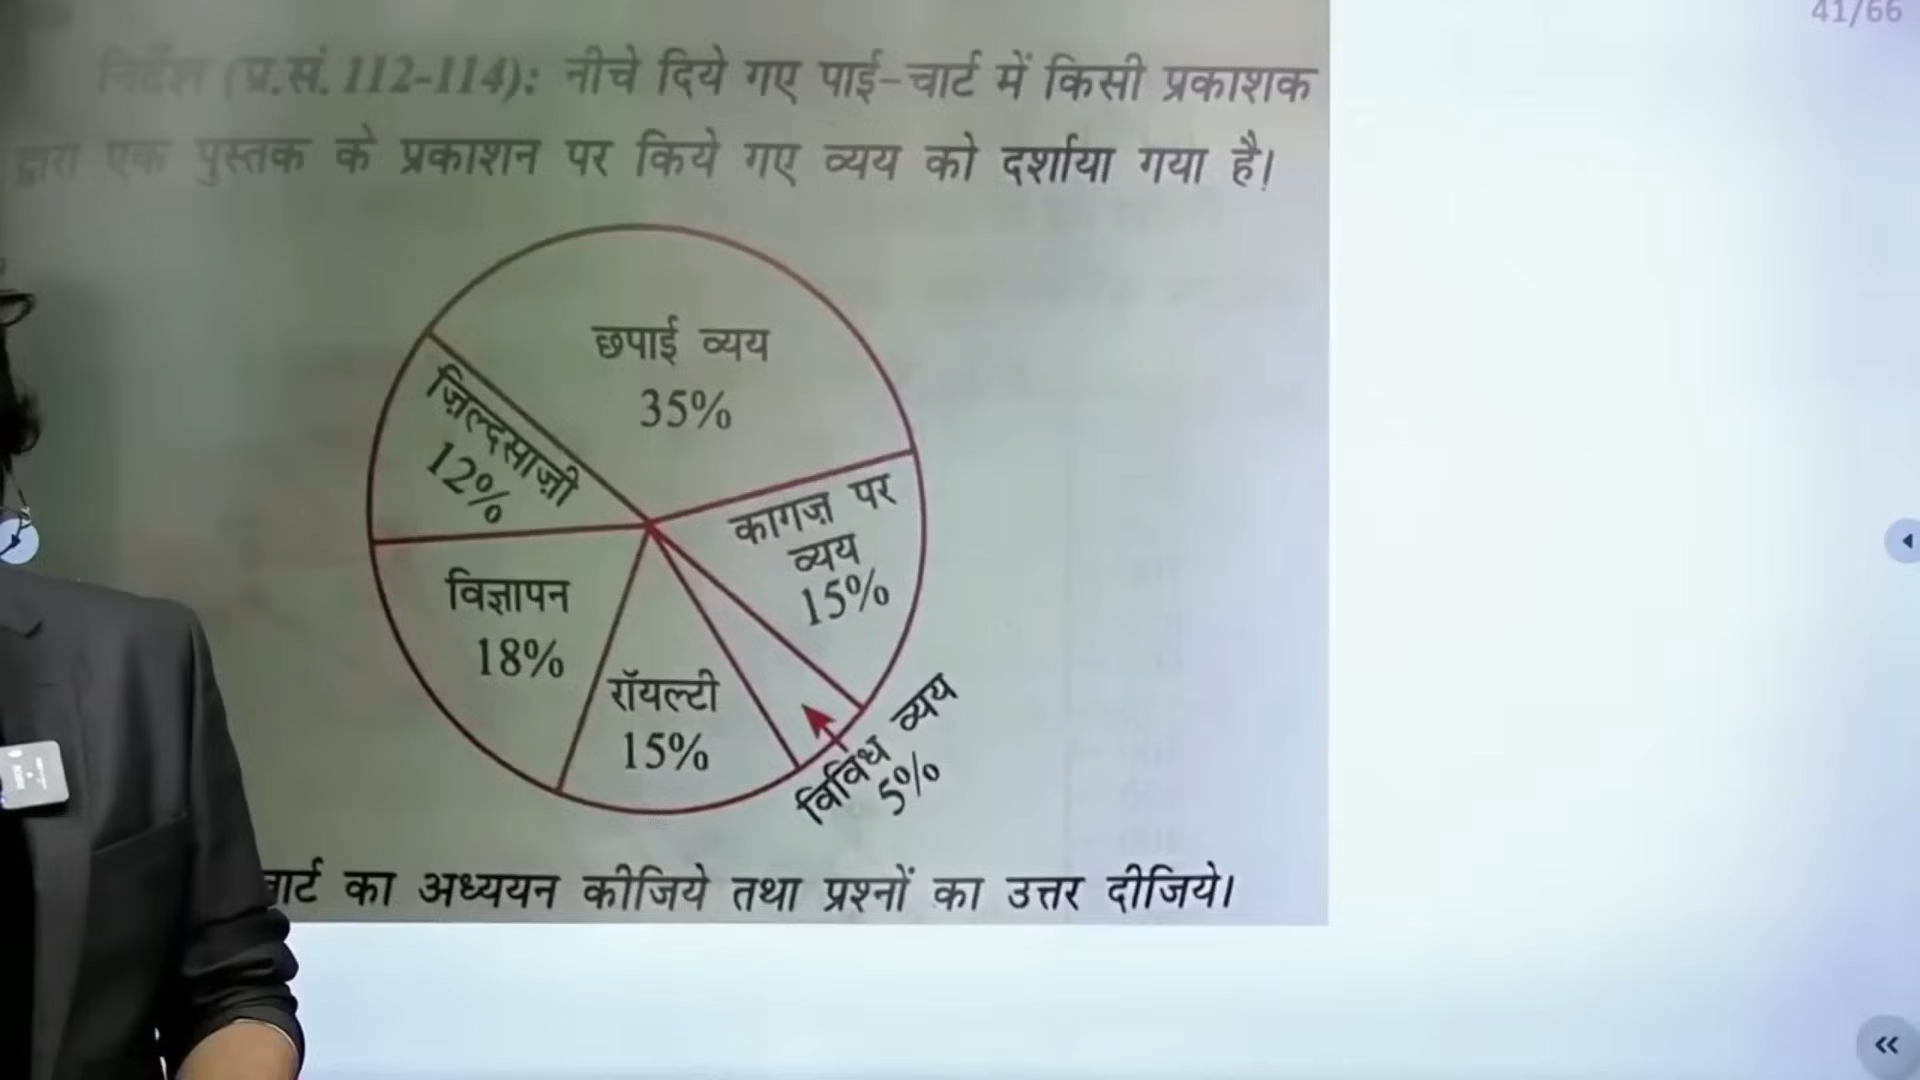 41/66
निर्देश (प्र.सं. 112-114): नीचे दिये गए पाई-चार्ट में किसी प्रकाशक
द्वारा एक पुस्तक के प्रकाशन पर किये गए व्यय को दर्शाया गया है।
छपाई व्यय
35%
ज़िल्दसाज़ी
12%
कागज़ पर
व्यय
15%
विज्ञापन
18%
रॉयल्टी
15%
विविध व्यय
5%
चार्ट का अध्ययन कीजिये तथा प्रश्नों का उत्तर दीजिये।